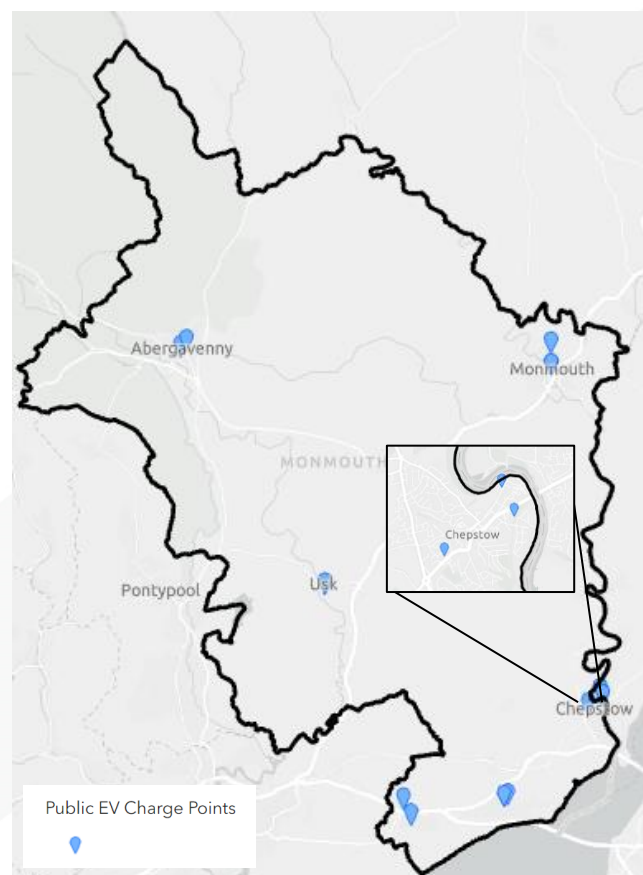 Abergavenny
Monmouth
MONMOUTH
Chepstow
Pontypool
Usk
Chepstow
Public EV Charge Points